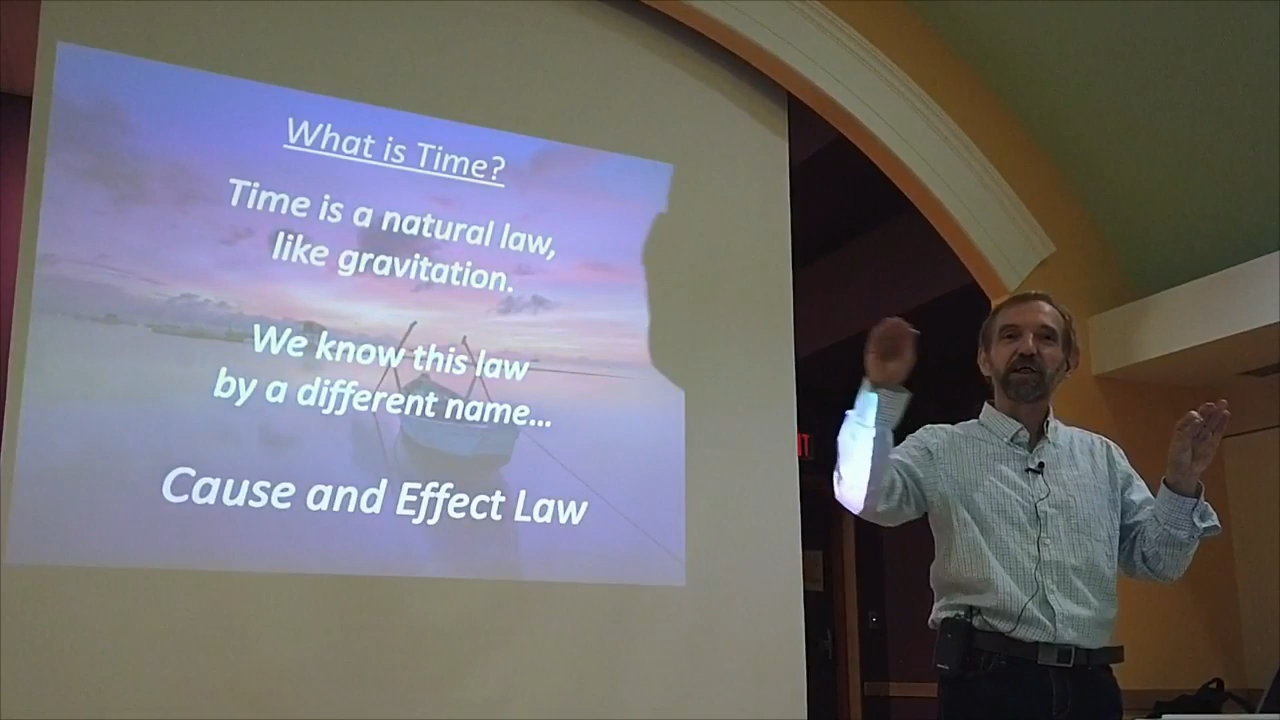 What is Time?
Time is a natural law,
like gravitation.
We know this law
by a different name...
Cause and Effect Law